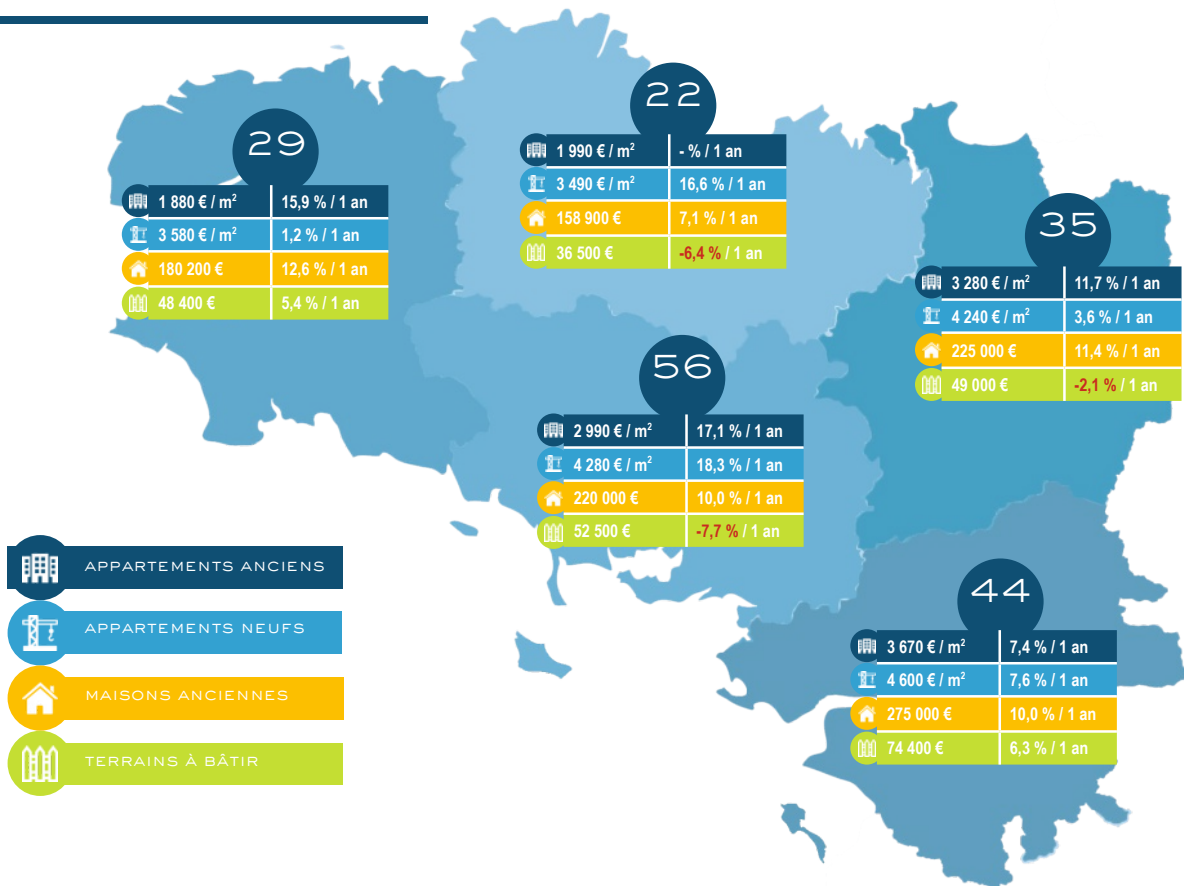 29
1 880 € / m² 15,9 % / 1 an
3 580 € / m² 1,2 % / 1 an
180 200 € 12,6 % / 1 an
48 400 € 5,4 % / 1 an
22
1 990 € / m² - % / 1 an
3 490 € / m² 16,6 % / 1 an
158 900 € 7,1 % / 1 an
36 500 € -6,4 % / 1 an
35
3 280 € / m² 11,7 % / 1 an
4 240 € / m² 3,6 % / 1 an
225 000 € 11,4 % / 1 an
49 000 € -2,1 % / 1 an
56
2 990 € / m² 17,1 % / 1 an
4 280 € / m² 18,3 % / 1 an
220 000 € 10,0 % / 1 an
52 500 € -7,7 % / 1 an
44
3 670 € / m² 7,4 % / 1 an
4 600 € / m² 7,6 % / 1 an
275 000 € 10,0 % / 1 an
74 400 € 6,3 % / 1 an
APPARTEMENTS ANCIENS
APPARTEMENTS NEUFS
MAISONS ANCIENNES
TERRAINS À BÂTIR